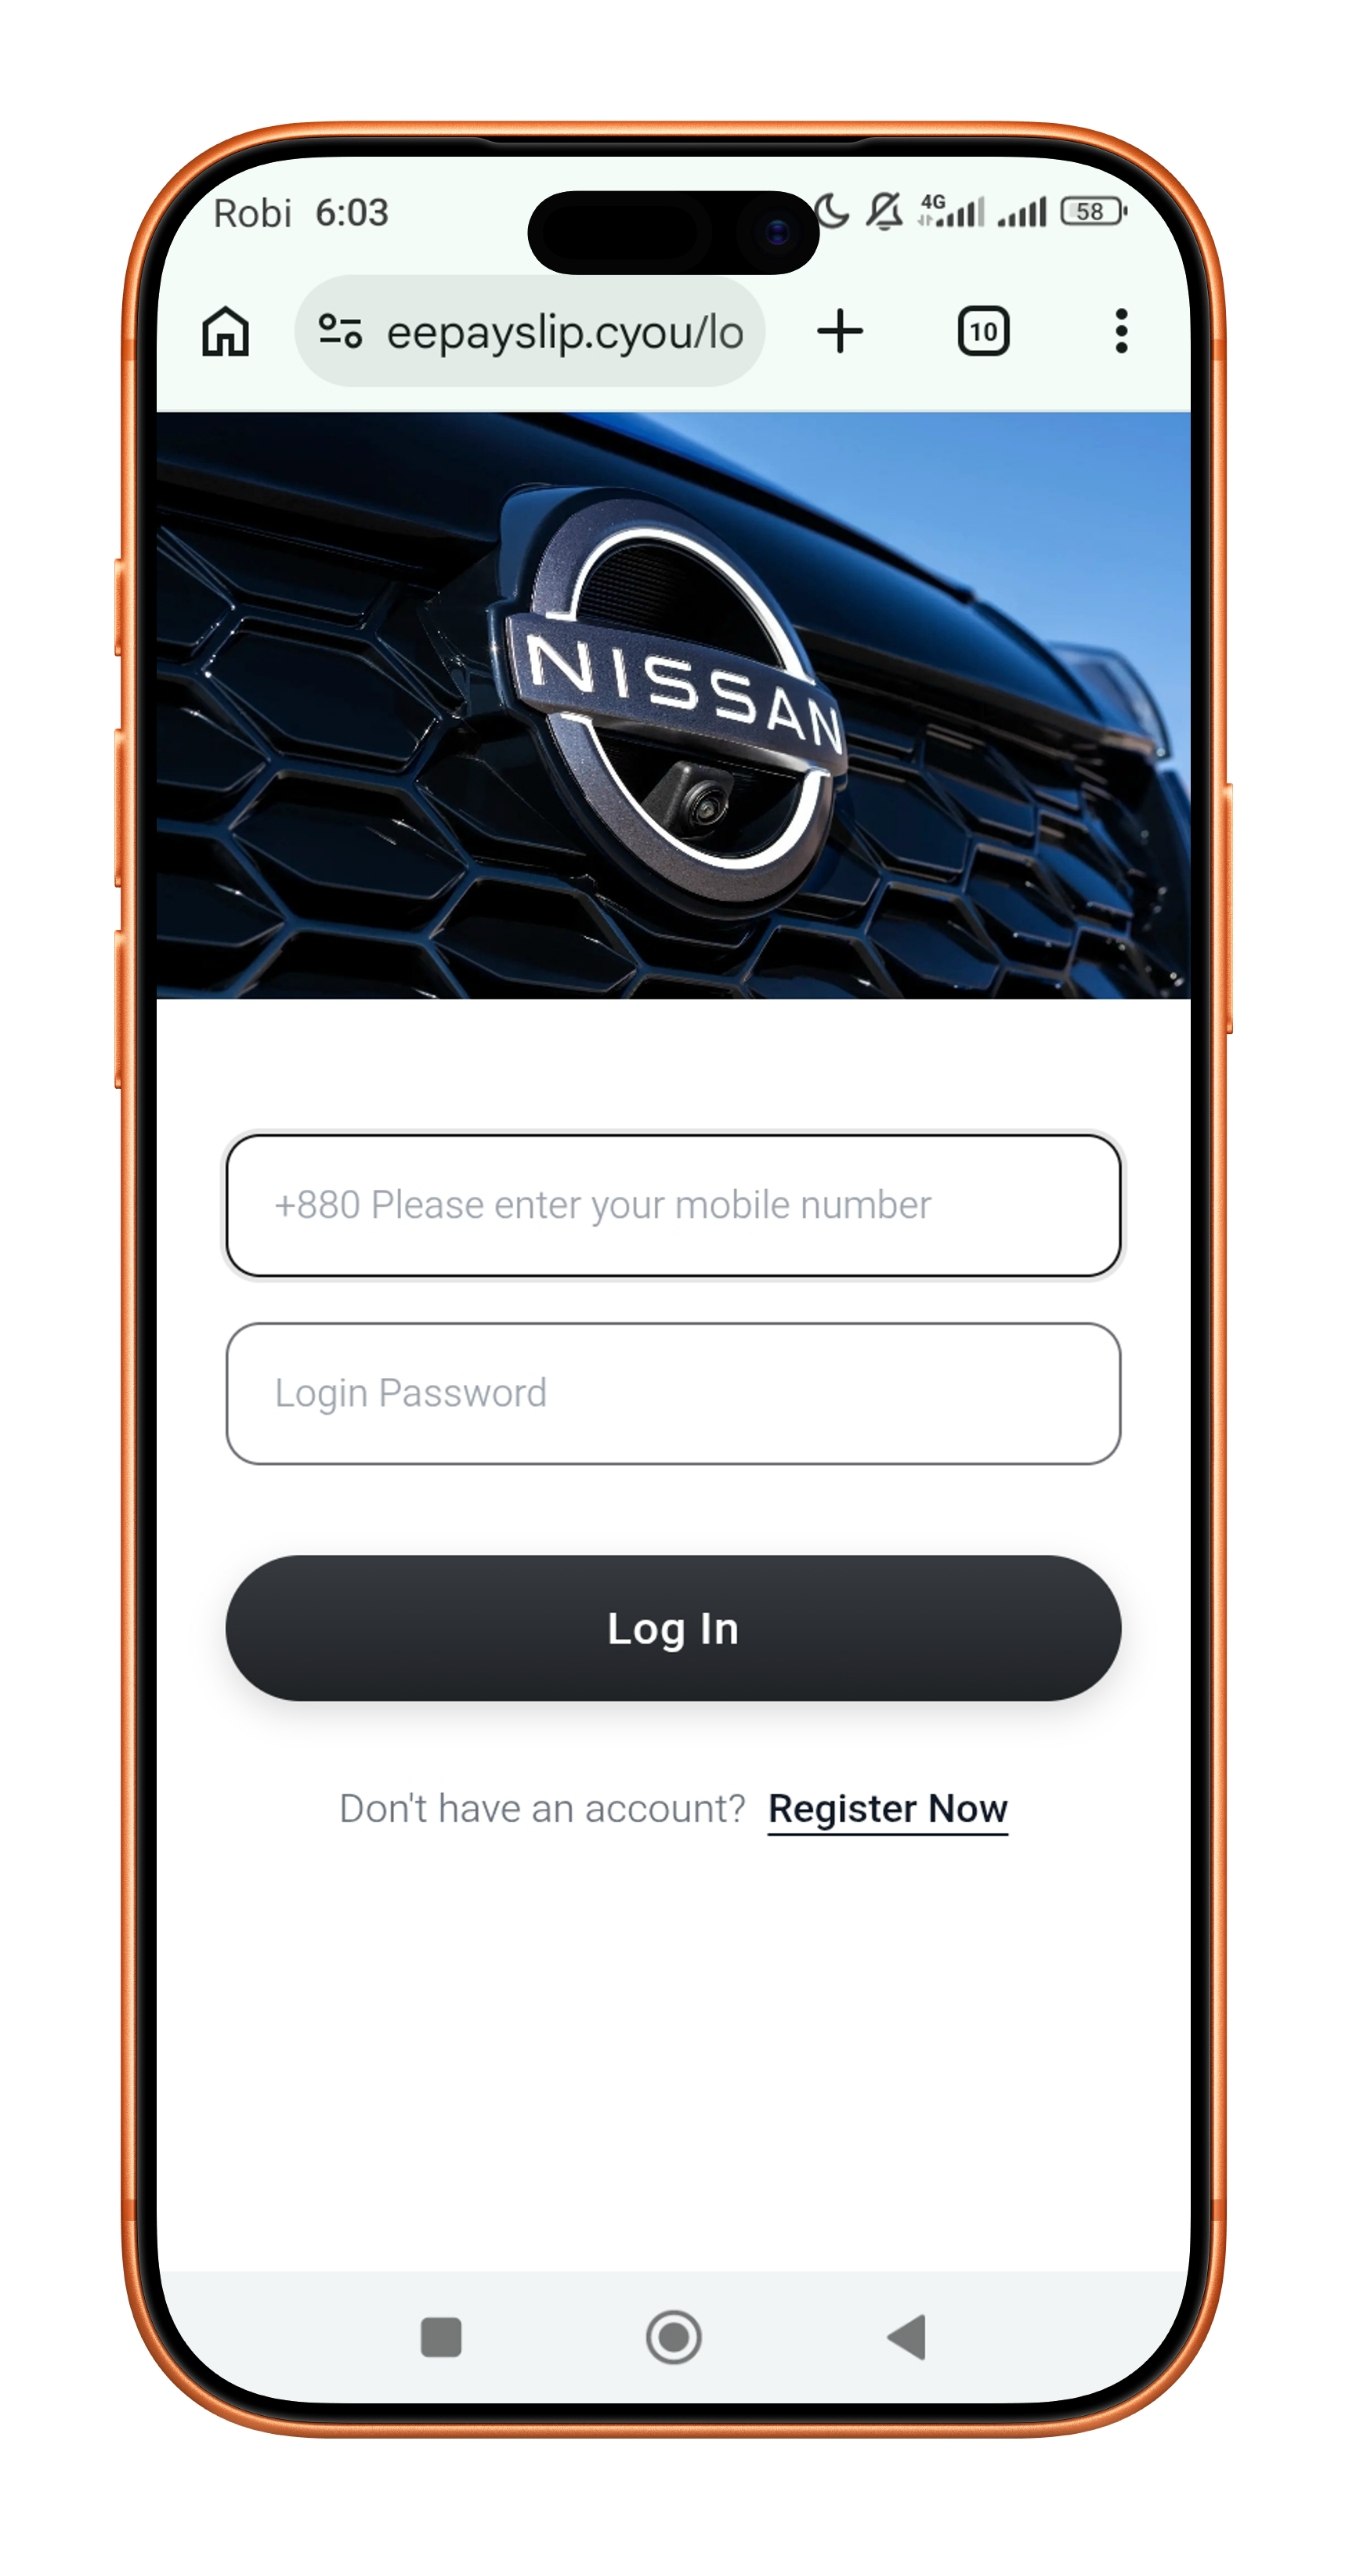 Robi 6:03 4G 58
eepayslip.cyou/lo 10
NISSAN
+880 Please enter your mobile number
Login Password
Log In
Don't have an account? Register Now